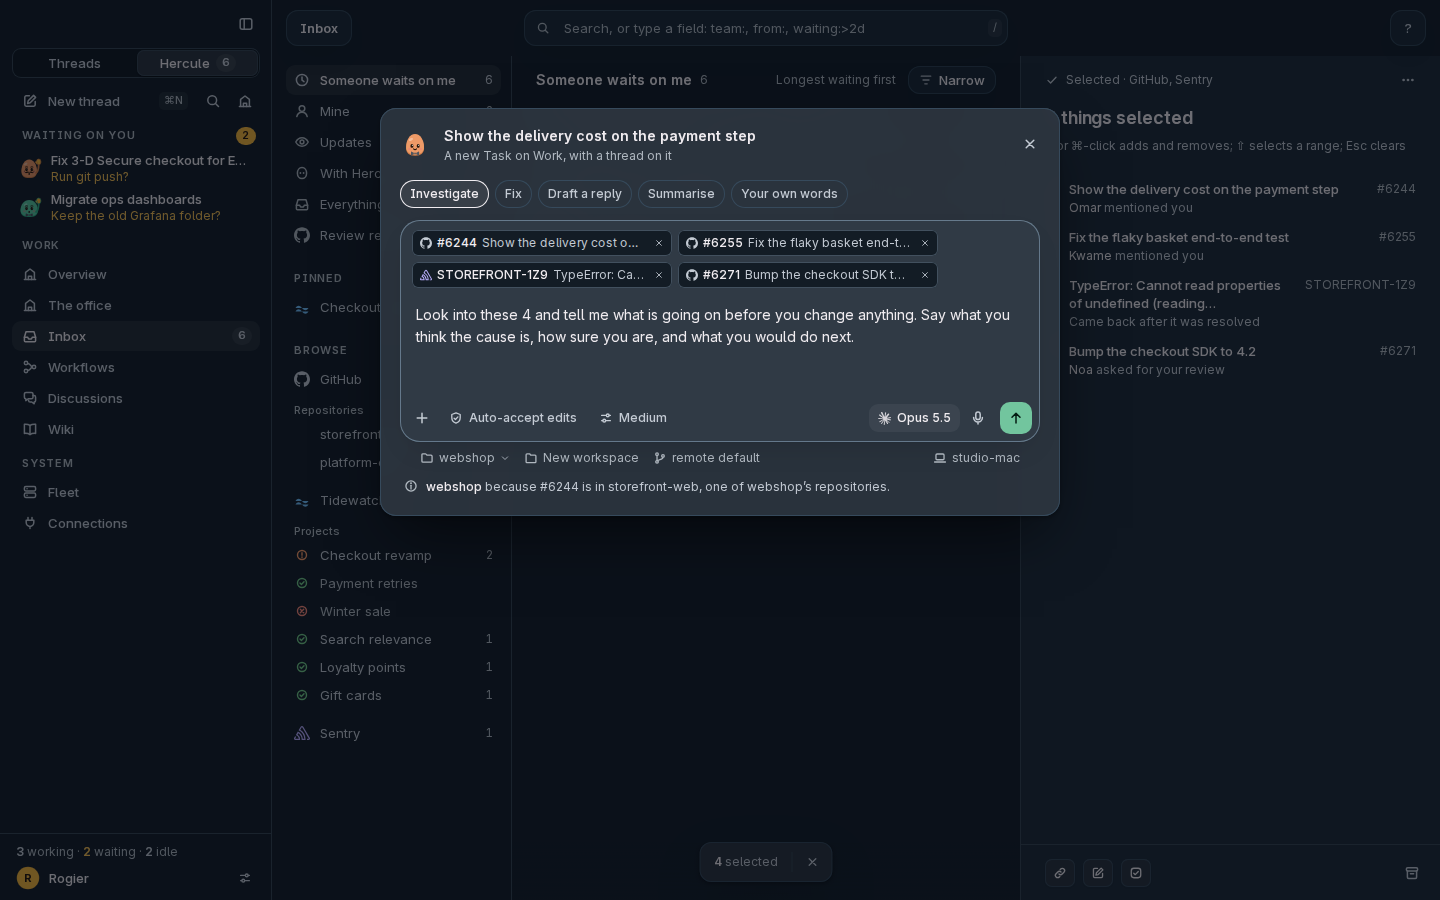 Inbox
Search, or type a field: team:, from:, waiting:>2d
/
?
Threads
Hercule 6
New thread
⌘N
WAITING ON YOU
2
Fix 3-D Secure checkout for E…
Run git push?
Migrate ops dashboards
Keep the old Grafana folder?
WORK
Overview
The office
Inbox
6
Workflows
Discussions
Wiki
SYSTEM
Fleet
Connections
3 working · 2 waiting · 2 idle
R
Rogier
Someone waits on me
6
Mine
Updates
With Herc
Everything
Review re
PINNED
Checkout
BROWSE
GitHub
Repositories
storefront
platform-
Tidewatc
Projects
Checkout revamp
2
Payment retries
Winter sale
Search relevance
1
Loyalty points
1
Gift cards
1
Sentry
1
Someone waits on me 6
Longest waiting first
Narrow
Show the delivery cost on the payment step
A new Task on Work, with a thread on it
Investigate
Fix
Draft a reply
Summarise
Your own words
#6244 Show the delivery cost o…
#6255 Fix the flaky basket end-t…
STOREFRONT-1Z9 TypeError: Ca…
#6271 Bump the checkout SDK t…
Look into these 4 and tell me what is going on before you change anything. Say what you
think the cause is, how sure you are, and what you would do next.
Auto-accept edits
Medium
Opus 5.5
webshop
New workspace
remote default
studio-mac
webshop because #6244 is in storefront-web, one of webshop's repositories.
4 selected
Selected · GitHub, Sentry
things selected
or ⌘-click adds and removes; ⇧ selects a range; Esc clears
Show the delivery cost on the payment step
#6244
Omar mentioned you
Fix the flaky basket end-to-end test
#6255
Kwame mentioned you
TypeError: Cannot read properties
of undefined (reading…
STOREFRONT-1Z9
Came back after it was resolved
Bump the checkout SDK to 4.2
#6271
Noa asked for your review